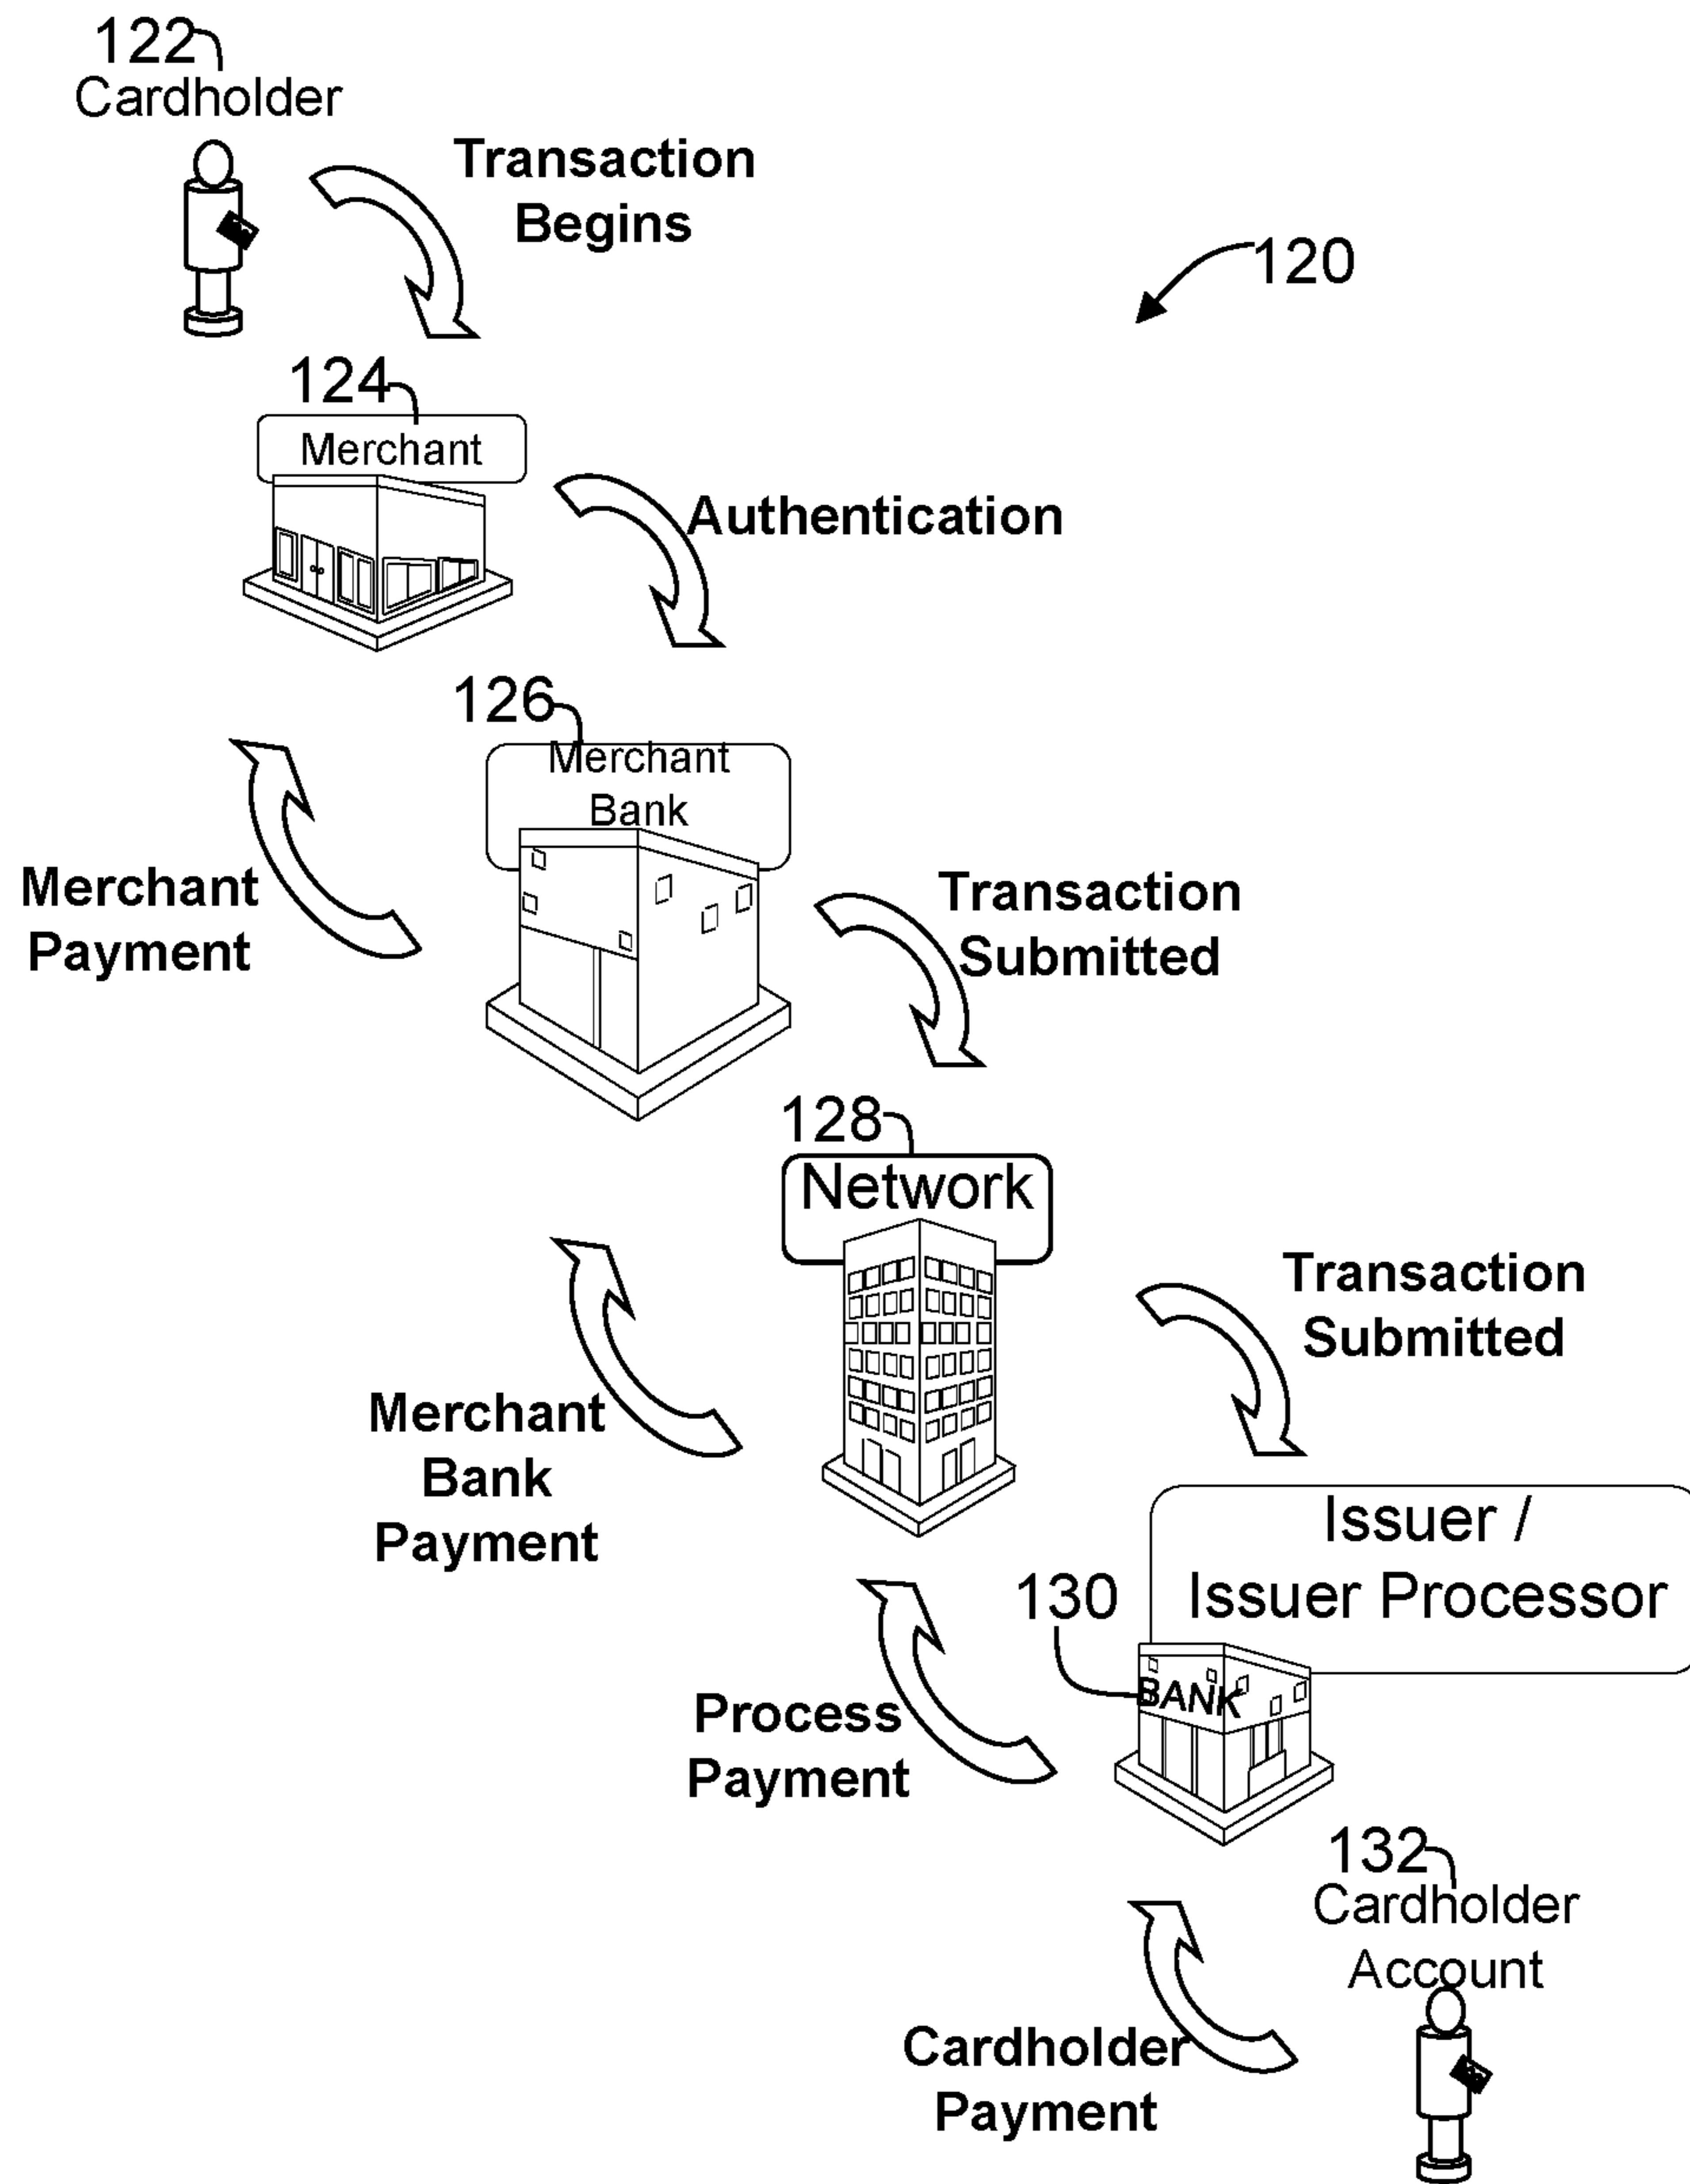 122
Cardholder
Transaction
Begins
120
124
Merchant
Authentication
126
Merchant
Bank
Merchant
Payment
Transaction
Submitted
128
Network
Transaction
Submitted
Merchant
Bank
Payment
Issuer /
Issuer Processor
130
BANK
Process
Payment
132
Cardholder
Account
Cardholder
Payment